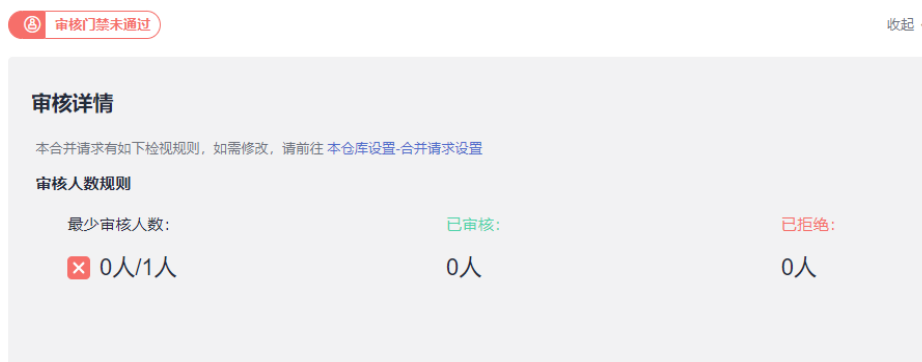 审核门禁未通过
收起
审核详情
本合并请求有如下检视规则，如需修改，请前往 本仓库设置-合并请求设置
审核人数规则
最少审核人数： 已审核： 已拒绝：
0人/1人 0人 0人